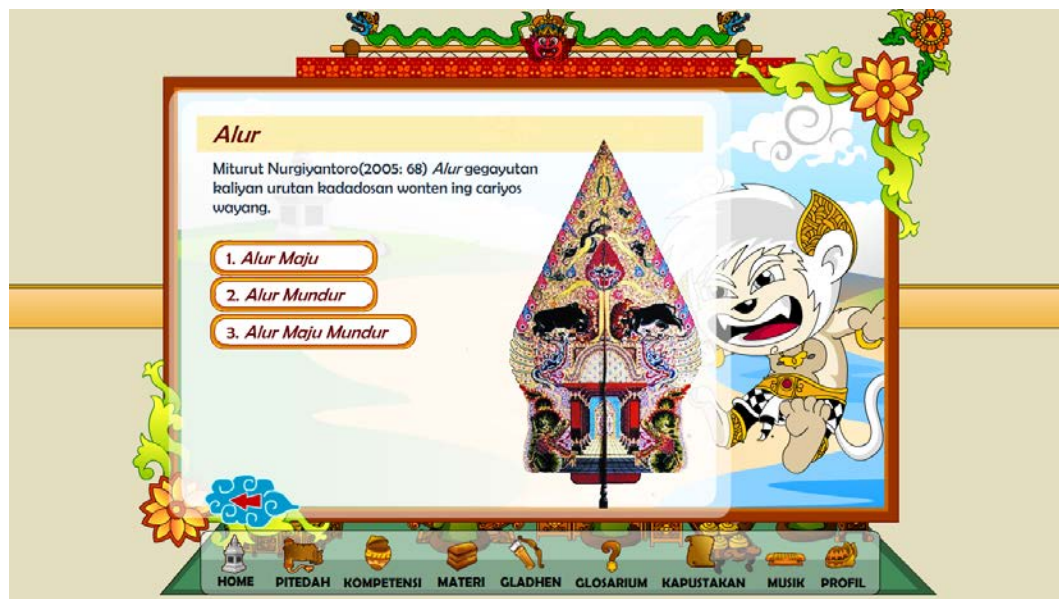 X
Alur
Miturut Nurgiyantoro(2005: 68) Alur gegayutan
kaliyan urutan kadadosan wonten ing cariyos
wayang.
1. Alur Maju
2. Alur Mundur
3. Alur Maju Mundur
HOME PITEDAH KOMPETENSI MATERI GLADHEN GLOSARIUM KAPUSTAKAN MUSIK PROFIL